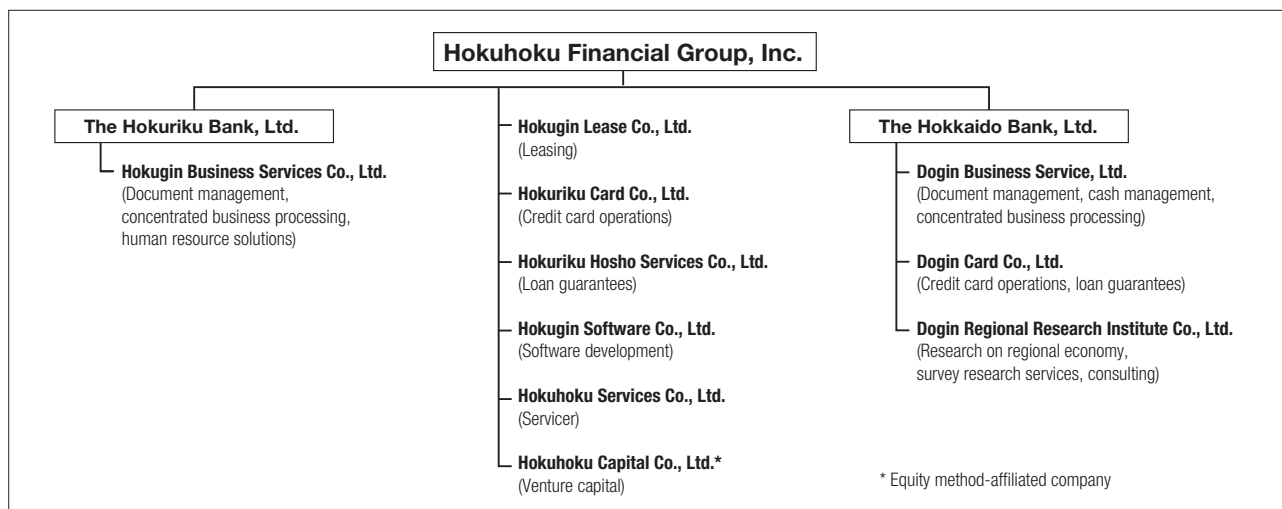 Hokuhoku Financial Group, Inc.
The Hokuriku Bank, Ltd.
Hokugin Business Services Co., Ltd.
(Document management,
concentrated business processing,
human resource solutions)
Hokugin Lease Co., Ltd.
(Leasing)
Hokuriku Card Co., Ltd.
(Credit card operations)
Hokuriku Hosho Services Co., Ltd.
(Loan guarantees)
Hokugin Software Co., Ltd.
(Software development)
Hokuhoku Services Co., Ltd.
(Servicer)
Hokuhoku Capital Co., Ltd.*
(Venture capital)
The Hokkaido Bank, Ltd.
Dogin Business Service, Ltd.
(Document management, cash management,
concentrated business processing)
Dogin Card Co., Ltd.
(Credit card operations, loan guarantees)
Dogin Regional Research Institute Co., Ltd.
(Research on regional economy,
survey research services, consulting)
* Equity method-affiliated company